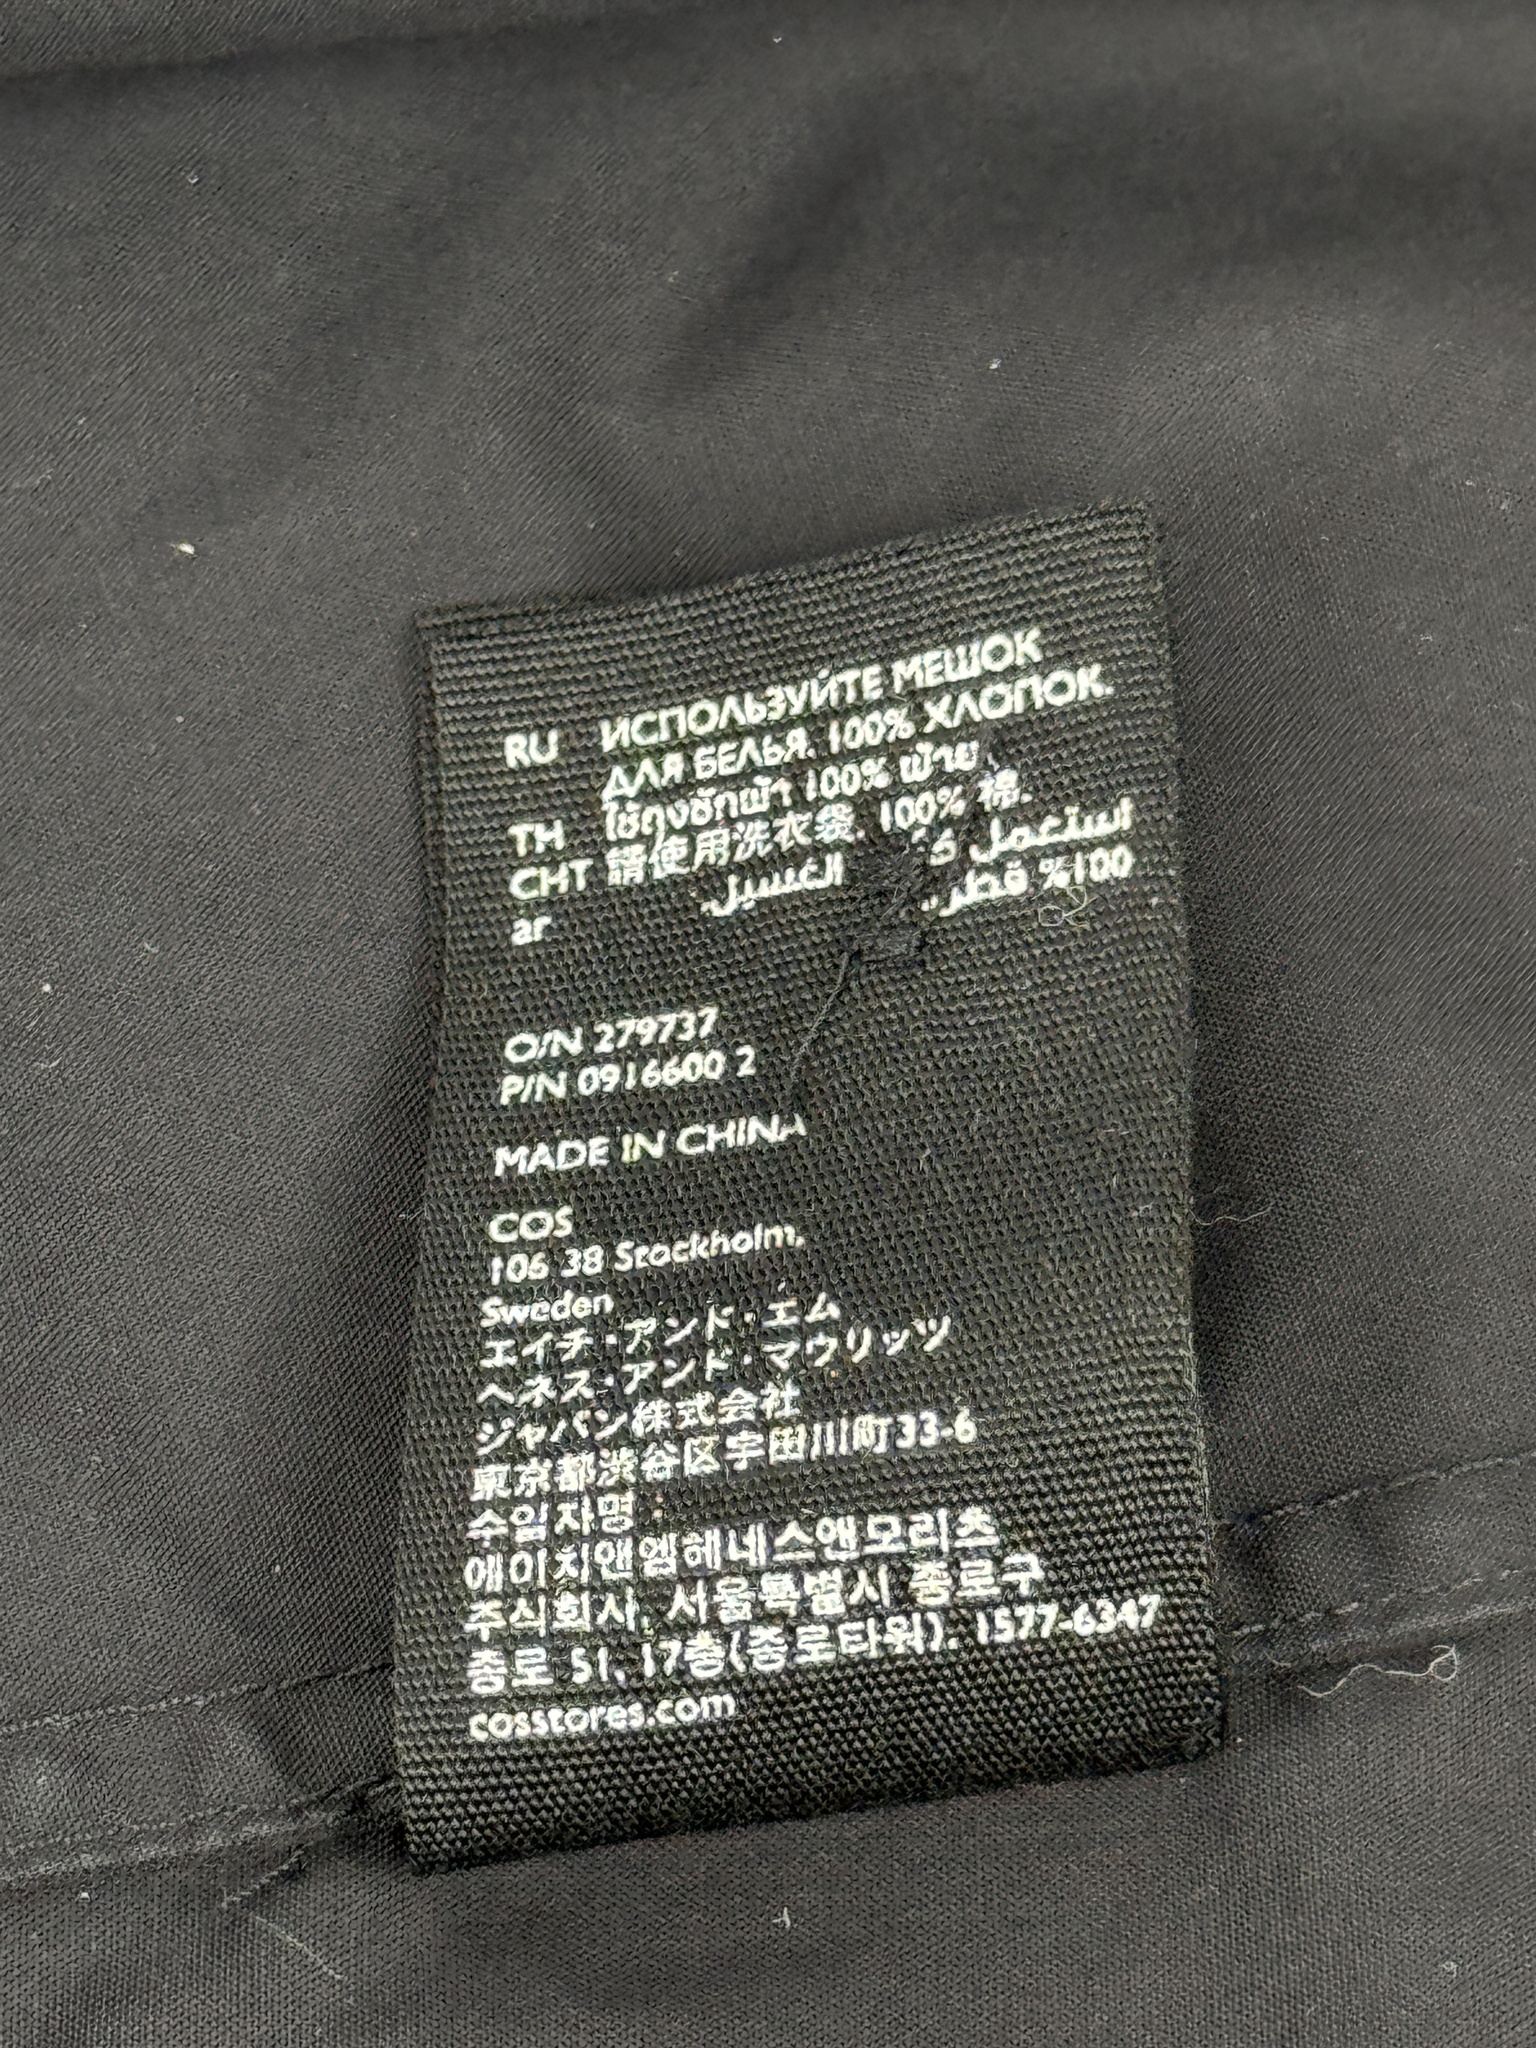 RU ИСПОЛЬЗУЙТЕ МЕШОК
ДЛЯ БЕЛЬЯ. 100% ХЛОПОК.
TH ใช้ถุงซักผ้า 100% ฝ้าย
CHT 請使用洗衣袋. 100% 棉.
ar استعمل الغسيل.
100% قطن.
O/N 279737
P/N 0916600 2
MADE IN CHINA
COS
106 38 Stockholm,
Sweden
エイチ・アンド・エム
ヘネス・アンド・マウリッツ
ジャパン株式会社
東京都渋谷区宇田川町33-6
수입자명
에이치앤엠헤네스앤모리츠
주식회사, 서울특별시 종로구
종로 51, 17층(종로타워). 1577-6347
cosstores.com